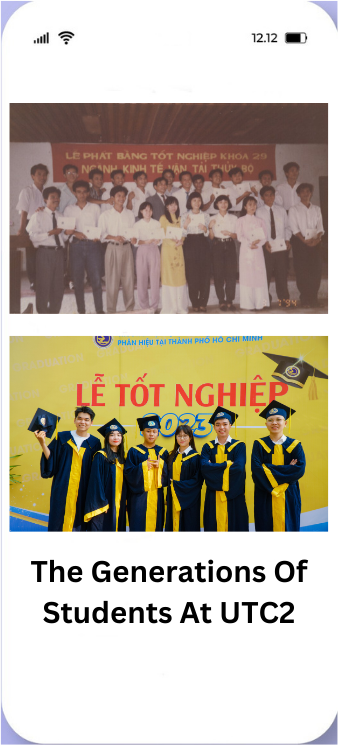 12.12
LỄ PHÁT BẰNG TỐT NGHIỆP KHÓA 29
NGÀNH KINH TẾ VẬN TẢI THỦY BỘ
PHÂN HIỆU TẠI THÀNH PHỐ HỒ CHÍ MINH
LỄ TỐT NGHIỆP
2023
The Generations Of
Students At UTC2